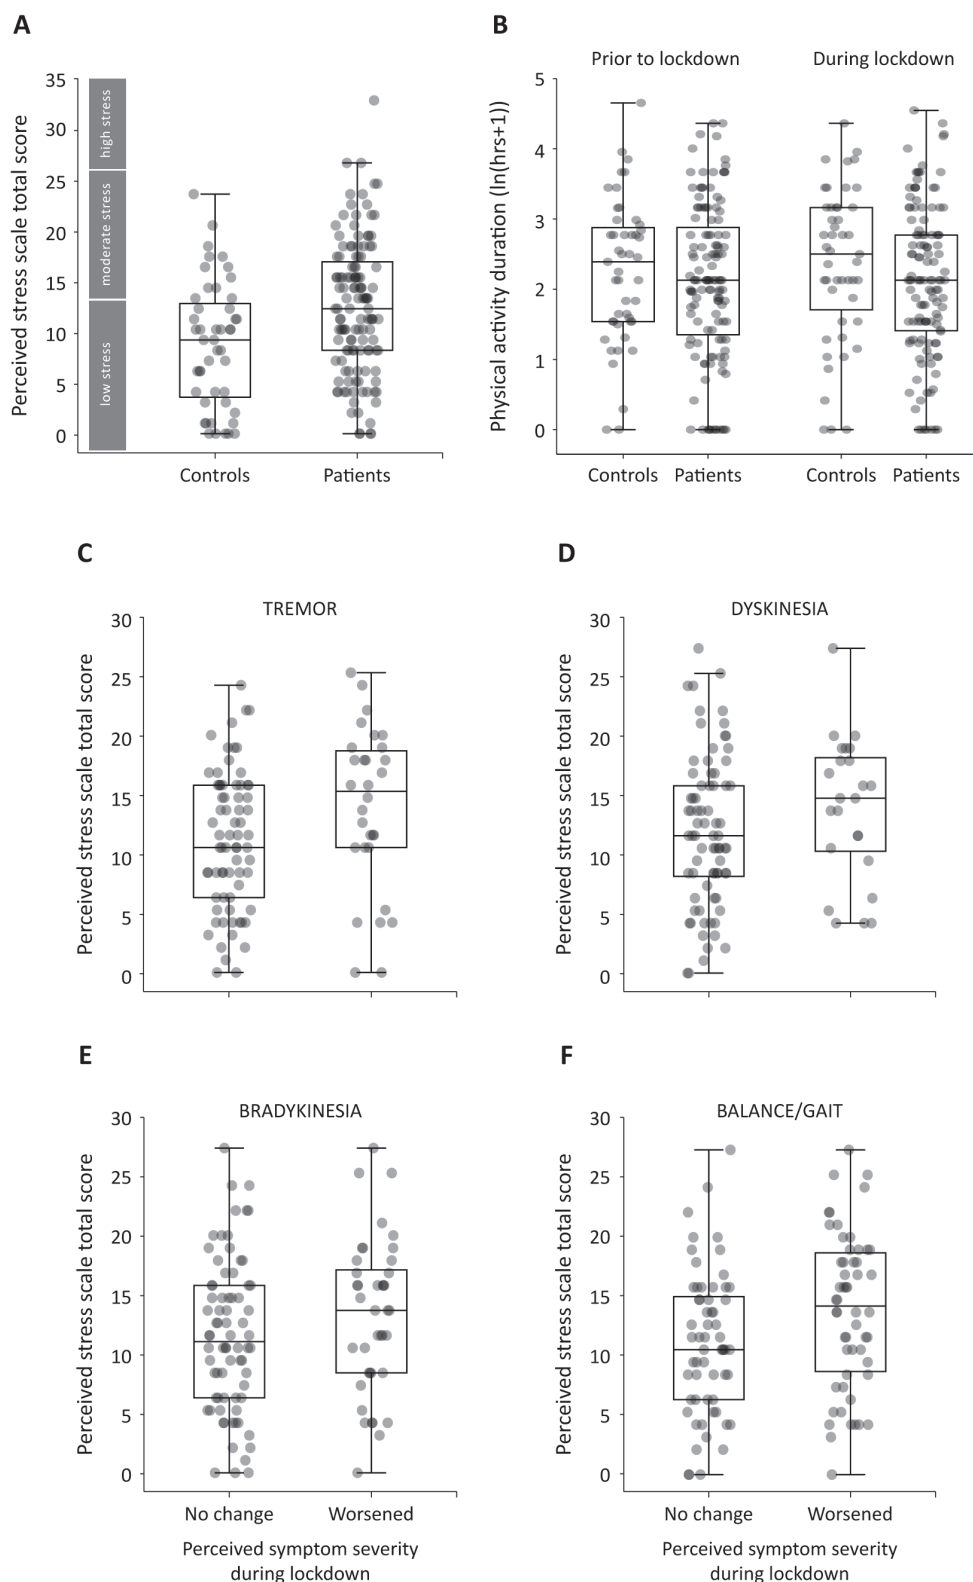 A
Perceived stress scale total score
35
30
25
20
15
10
5
0
high stress
moderate stress
low stress
Controls
Patients
B
Prior to lockdown
During lockdown
Physical activity duration (ln(hrs+1))
5
4
3
2
1
0
Controls
Patients
Controls
Patients
C
TREMOR
Perceived stress scale total score
30
25
20
15
10
5
0
D
DYSKINESIA
Perceived stress scale total score
30
25
20
15
10
5
0
E
BRADYKINESIA
Perceived stress scale total score
30
25
20
15
10
5
0
No change
Worsened
Perceived symptom severity
during lockdown
F
BALANCE/GAIT
Perceived stress scale total score
30
25
20
15
10
5
0
No change
Worsened
Perceived symptom severity
during lockdown